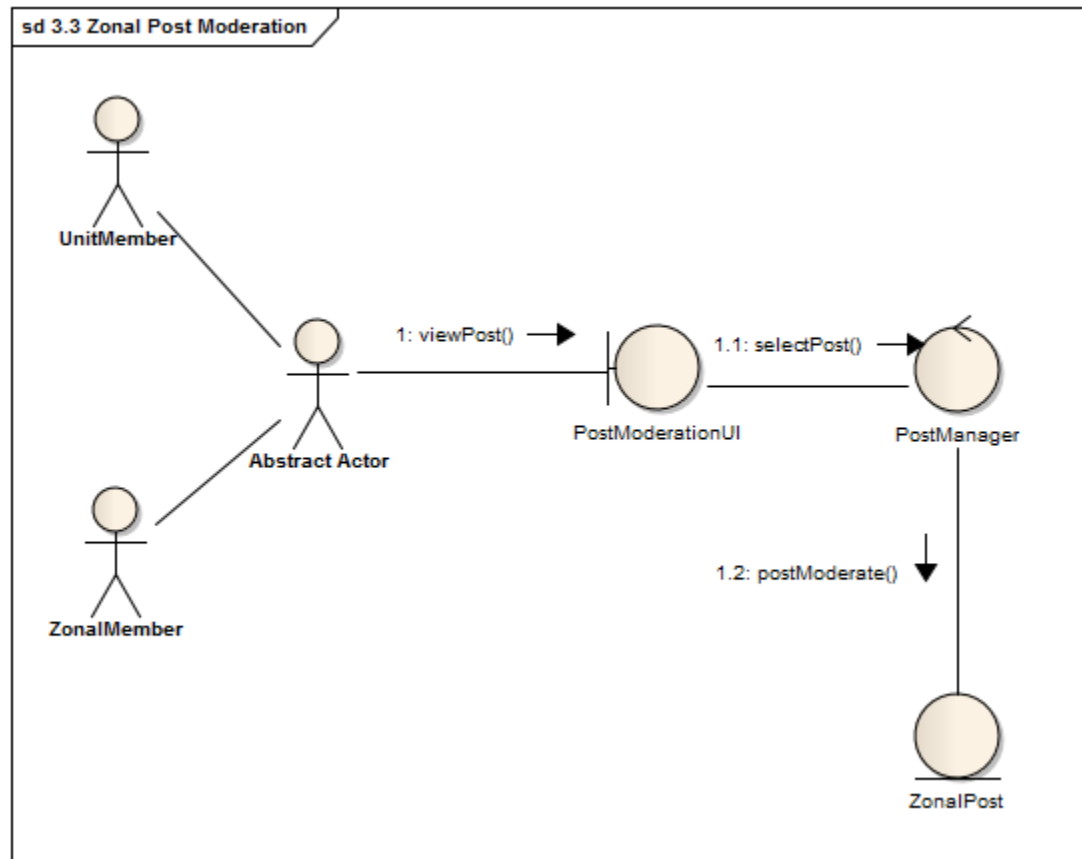 sd 3.3 Zonal Post Moderation
UnitMember
1: viewPost()
1.1: selectPost()
PostModerationUI
PostManager
Abstract Actor
1.2: postModerate()
ZonalMember
ZonalPost